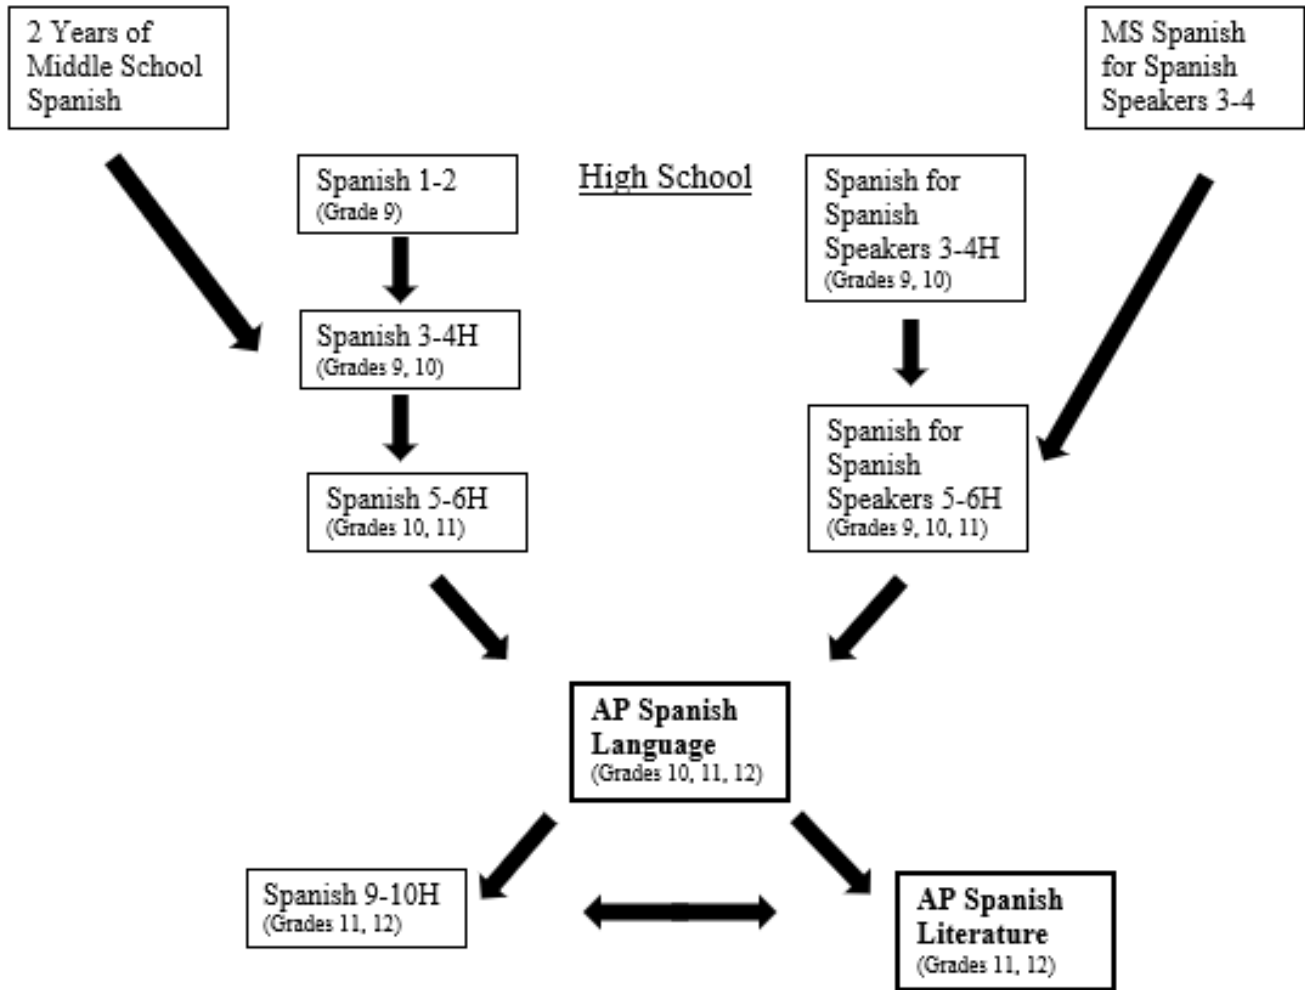 2 Years of
Middle School
Spanish
MS Spanish
for Spanish
Speakers 3-4
High School
Spanish 1-2
(Grade 9)
Spanish for
Spanish
Speakers 3-4H
(Grades 9, 10)
Spanish 3-4H
(Grades 9, 10)
Spanish for
Spanish
Speakers 5-6H
(Grades 9, 10, 11)
Spanish 5-6H
(Grades 10, 11)
AP Spanish
Language
(Grades 10, 11, 12)
Spanish 9-10H
(Grades 11, 12)
AP Spanish
Literature
(Grades 11, 12)